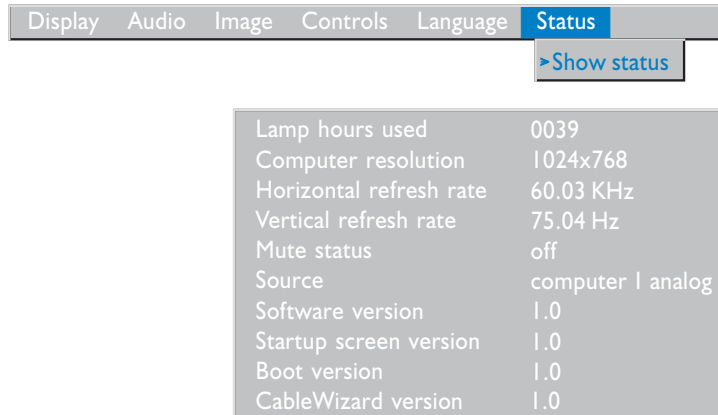 Display Audio Image Controls Language Status
➤Show status
Lamp hours used 0039
Computer resolution 1024x768
Horizontal refresh rate 60.03 KHz
Vertical refresh rate 75.04 Hz
Mute status off
Source computer 1 analog
Software version 1.0
Startup screen version 1.0
Boot version 1.0
CableWizard version 1.0